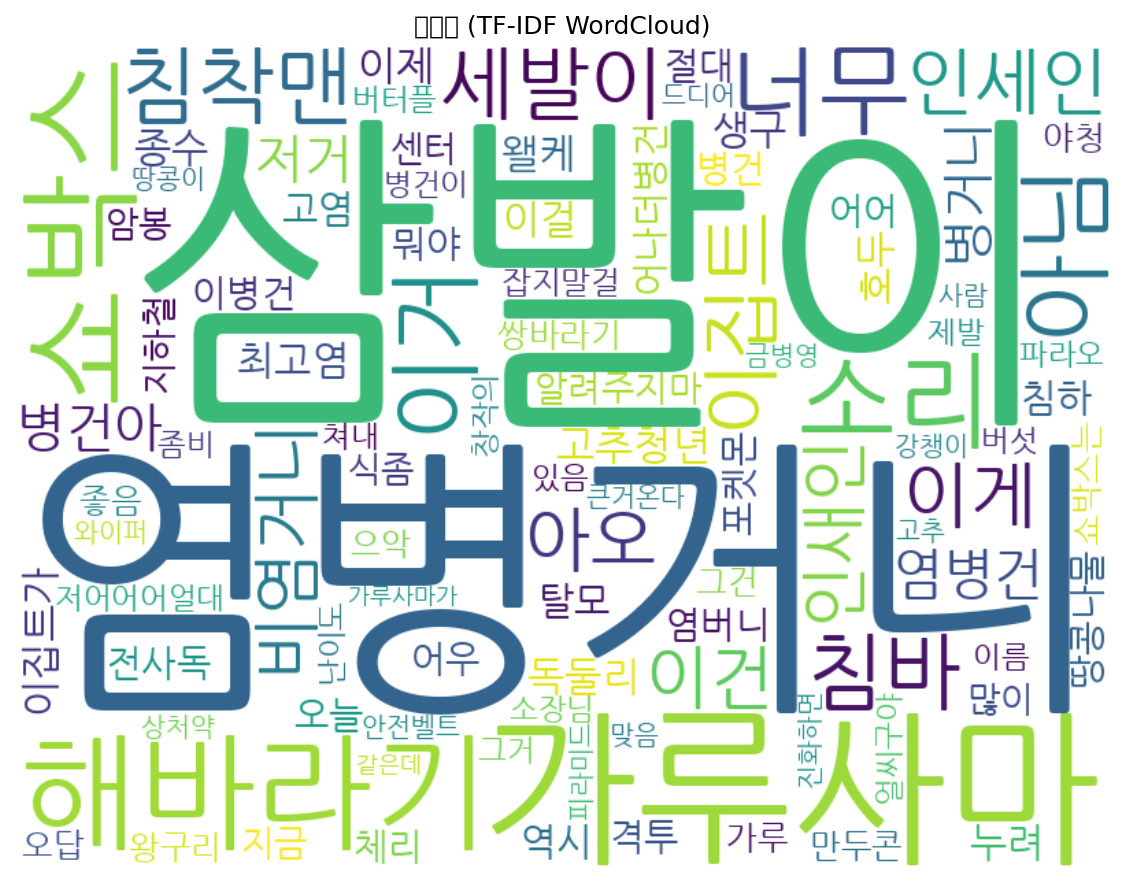 (TF-IDF WordCloud)
쇼박스
침착맨
이제
버터플
세발이
절대
드디어
너무
인세인
종수
땅콩이
저거
센터
병건이
왤케
어나더병건
병건
생구
병거니
야청
아님
암봉
고염
뭐야
이걸
삼발이
어어
호두
이병건
잡지말걸
이집트
사람
제발
지하철
최고염
이거
쌍바라기
금병영
파라오
알려주지마
소리
침하
병건아
좀비
쳐내
창작의
고추청년
강챙이
버섯
비염거니
식좀
있음
큰거온다
포켓몬
인새인
이게
쇼박스는
좋음
와이퍼
염병거니
으악
아오
고추
염병건
이집트가
저어어어얼대
가루사마가
탈모
그건
염버니
땅콩나물
전사독
난이도
어우
독둘리
이건
침바
이름
많이
상처약
오늘
안전벨트
소장님
피라미드
맞음
진화하면
얼씨구야
해바라기
같은데
그거
가루사마
오답
왕구리
지금
체리
역시
격투
가루
만두콘
누려